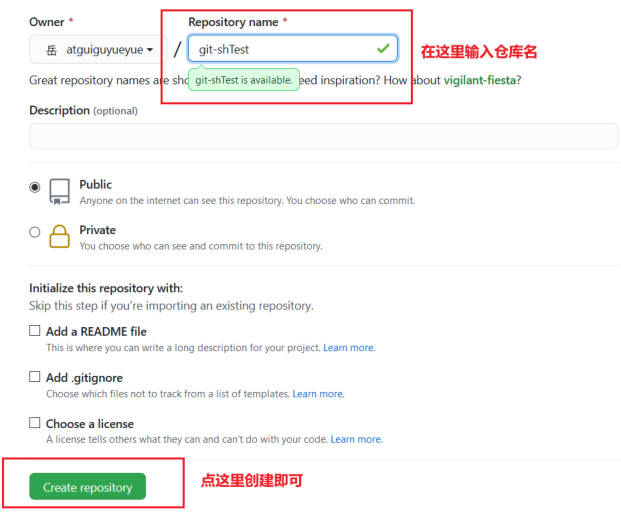 Owner * Repository name *
岳 atguiguyueyue / git-shTest
在这里输入仓库名
git-shTest is available.
Great repository names are sho eed inspiration? How about vigilant-fiesta?
Description (optional)
Public
Anyone on the internet can see this repository. You choose who can commit.
Private
You choose who can see and commit to this repository.
Initialize this repository with:
Skip this step if you're importing an existing repository.
Add a README file
This is where you can write a long description for your project. Learn more.
Add .gitignore
Choose which files not to track from a list of templates. Learn more.
Choose a license
A license tells others what they can and can't do with your code. Learn more.
Create repository
点这里创建即可